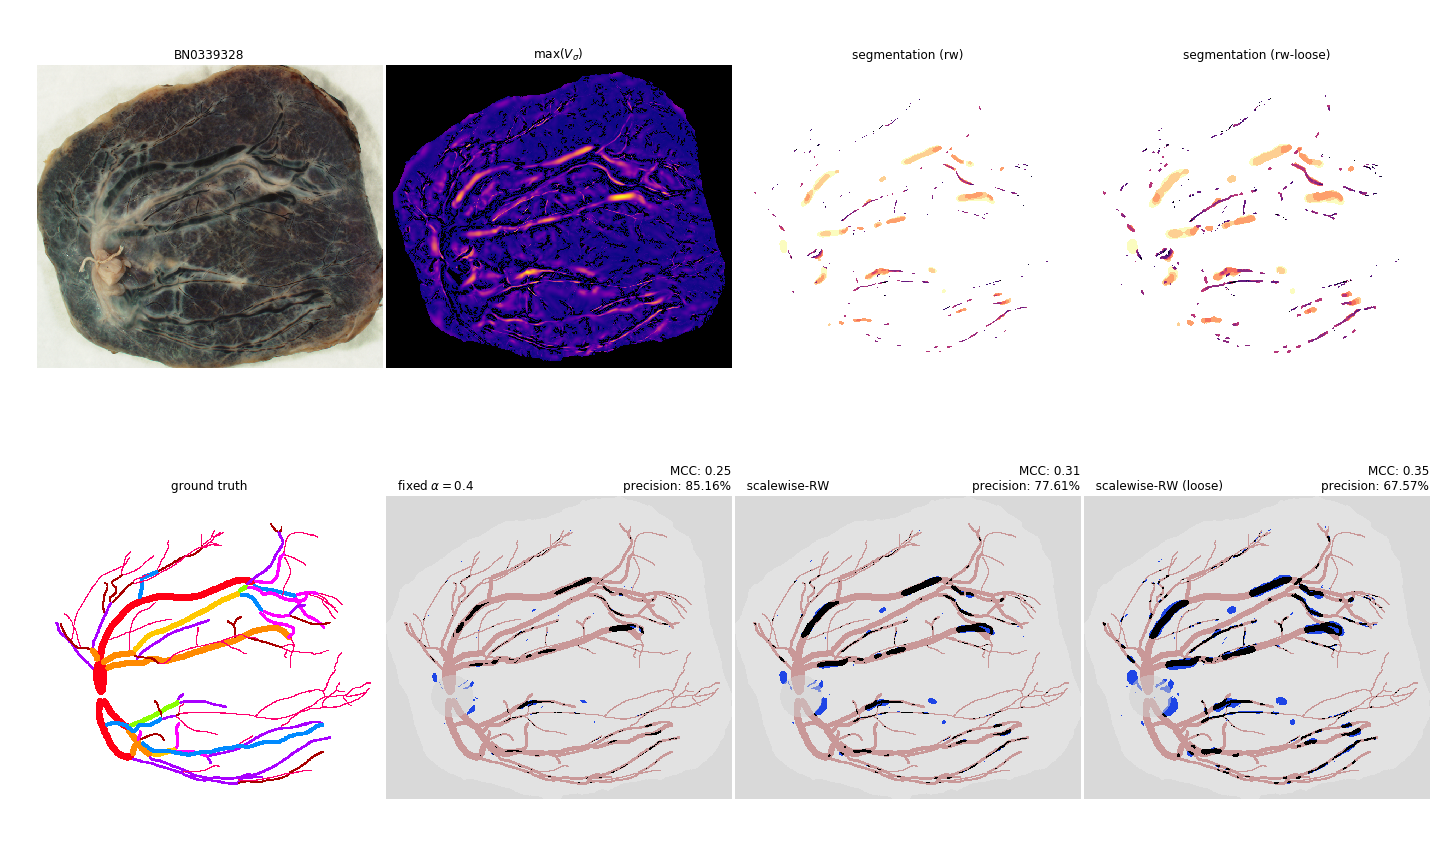 BN0339328
max(V_σ)
segmentation (rw)
segmentation (rw-loose)
ground truth
fixed α = 0.4
MCC: 0.25
precision: 85.16%
scalewise-RW
MCC: 0.31
precision: 77.61%
scalewise-RW (loose)
MCC: 0.35
precision: 67.57%